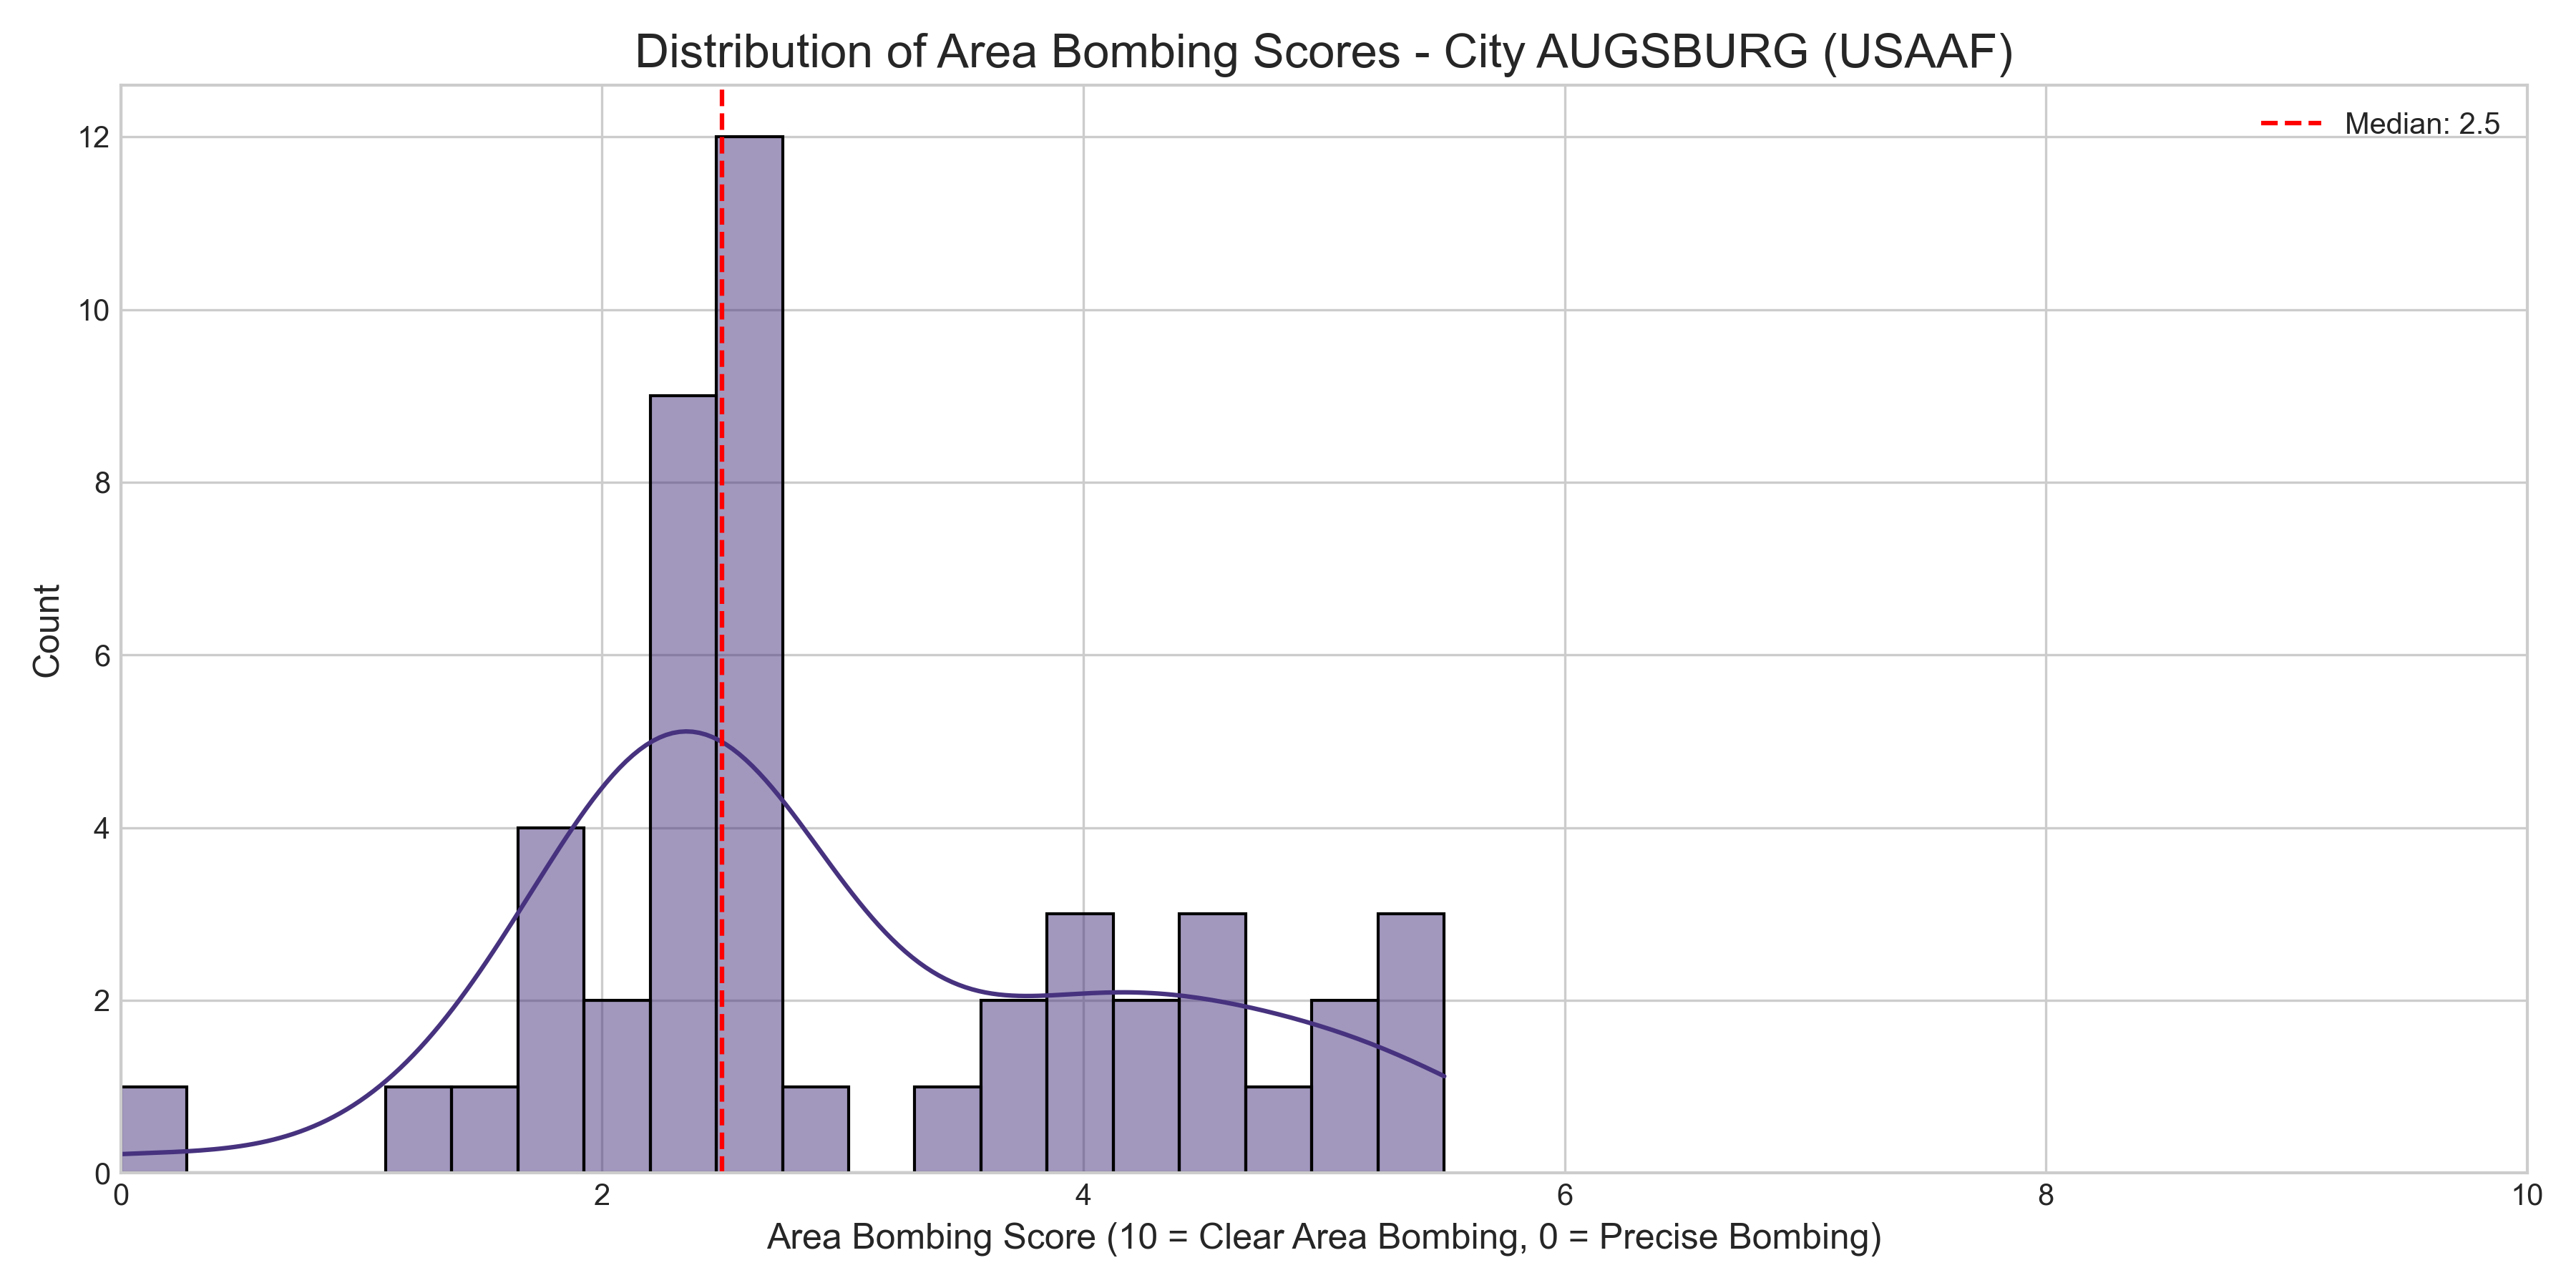 Distribution of Area Bombing Scores - City AUGSBURG (USAAF)
Median: 2.5
Count
12
10
8
6
4
2
0
0 2 4 6 8 10
Area Bombing Score (10 = Clear Area Bombing, 0 = Precise Bombing)